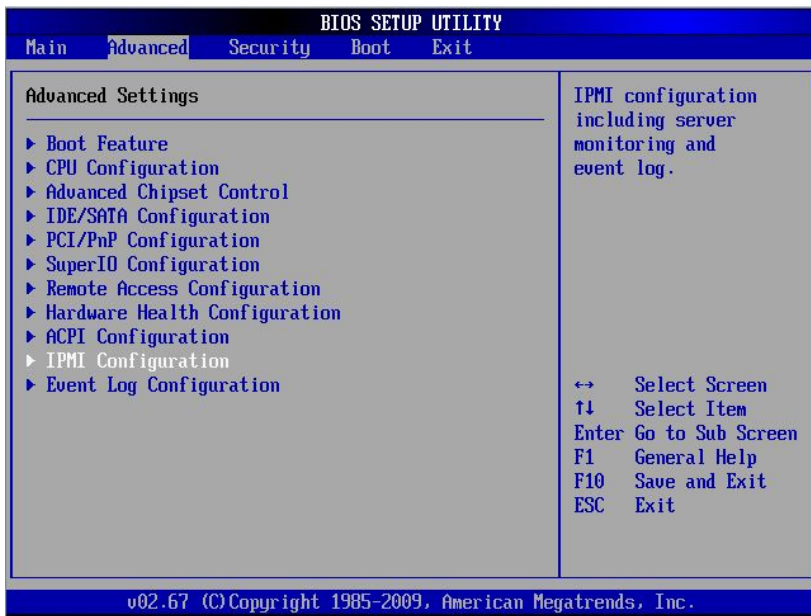 BIOS SETUP UTILITY
Main Advanced Security Boot Exit
Advanced Settings
▶ Boot Feature
▶ CPU Configuration
▶ Advanced Chipset Control
▶ IDE/SATA Configuration
▶ PCI/PnP Configuration
▶ SuperIO Configuration
▶ Remote Access Configuration
▶ Hardware Health Configuration
▶ ACPI Configuration
▶ IPMI Configuration
▶ Event Log Configuration
IPMI configuration
including server
monitoring and
event log.
↔ Select Screen
↑↓ Select Item
Enter Go to Sub Screen
F1 General Help
F10 Save and Exit
ESC Exit
v02.67 (C)Copyright 1985-2009, American Megatrends, Inc.